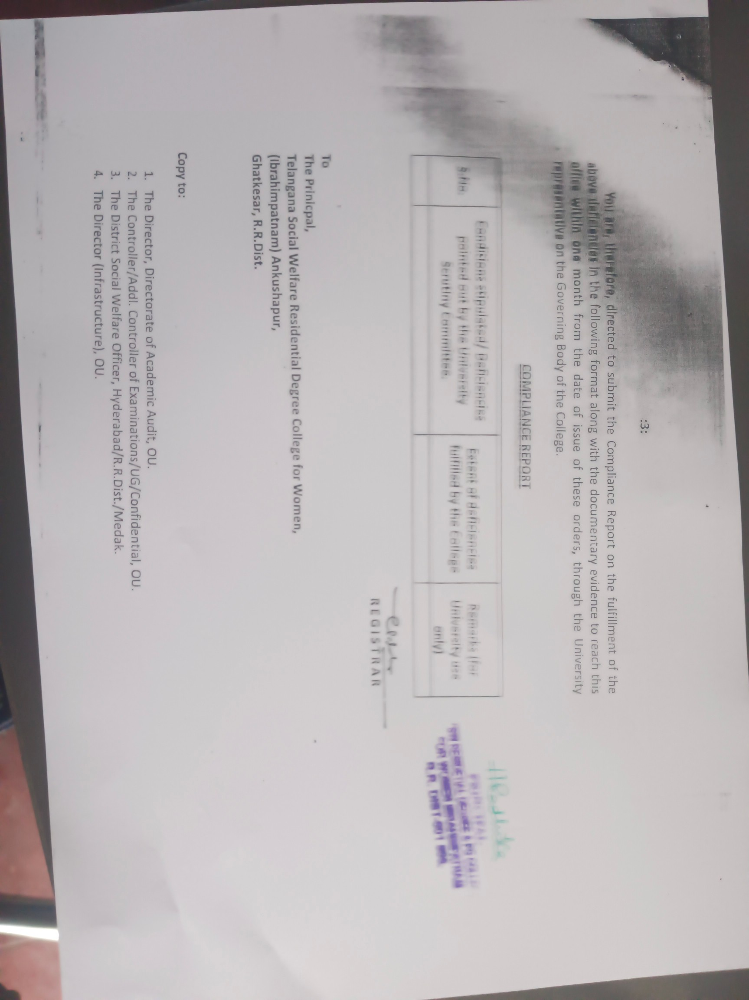 :3:
You are, therefore, directed to submit the Compliance Report on the fulfillment of the
above deficiencies in the following format along with the documentary evidence to reach this
office within one month from the date of issue of these orders, through the University
representative on the Governing Body of the College.
COMPLIANCE REPORT
S.No.
Conditions stipulated/ Deficiencies
pointed out by the University
Scrutiny Committee.
Extent of deficiencies
fulfilled by the College
Remarks (for
University use
only)
REGISTRAR
To
The Prinicpal,
Telangana Social Welfare Residential Degree College for Women,
(Ibrahimpatnam) Ankushapur,
Ghatkesar, R.R.Dist.
Copy to:
1. The Director, Directorate of Academic Audit, OU.
2. The Controller/Addl. Controller of Examinations/UG/Confidential, OU.
3. The District Social Welfare Officer, Hyderabad/R.R.Dist./Medak.
4. The Director (Infrastructure), OU.
FOR WOMEN
R.R. DIST